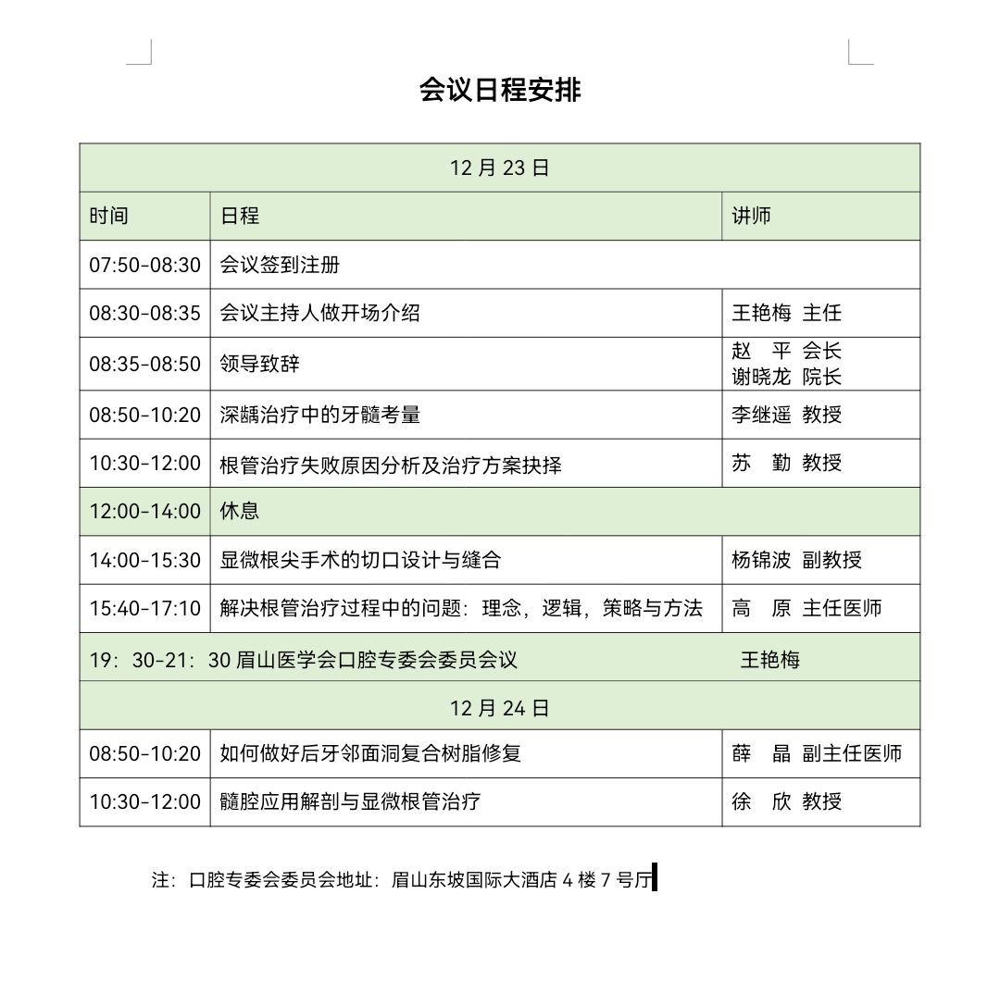 会议日程安排
12 月 23 日
时间 日程 讲师
07:50-08:30 会议签到注册
08:30-08:35 会议主持人做开场介绍 王艳梅 主任
08:35-08:50 领导致辞 赵 平 会长
谢晓龙 院长
08:50-10:20 深龋治疗中的牙髓考量 李继遥 教授
10:30-12:00 根管治疗失败原因分析及治疗方案抉择 苏 勤 教授
12:00-14:00 休息
14:00-15:30 显微根尖手术的切口设计与缝合 杨锦波 副教授
15:40-17:10 解决根管治疗过程中的问题：理念，逻辑，策略与方法 高 原 主任医师
19：30-21：30 眉山医学会口腔专委会委员会议 王艳梅
12 月 24 日
08:50-10:20 如何做好后牙邻面洞复合树脂修复 薛 晶 副主任医师
10:30-12:00 髓腔应用解剖与显微根管治疗 徐 欣 教授
注：口腔专委会委员会地址：眉山东坡国际大酒店 4 楼 7 号厅